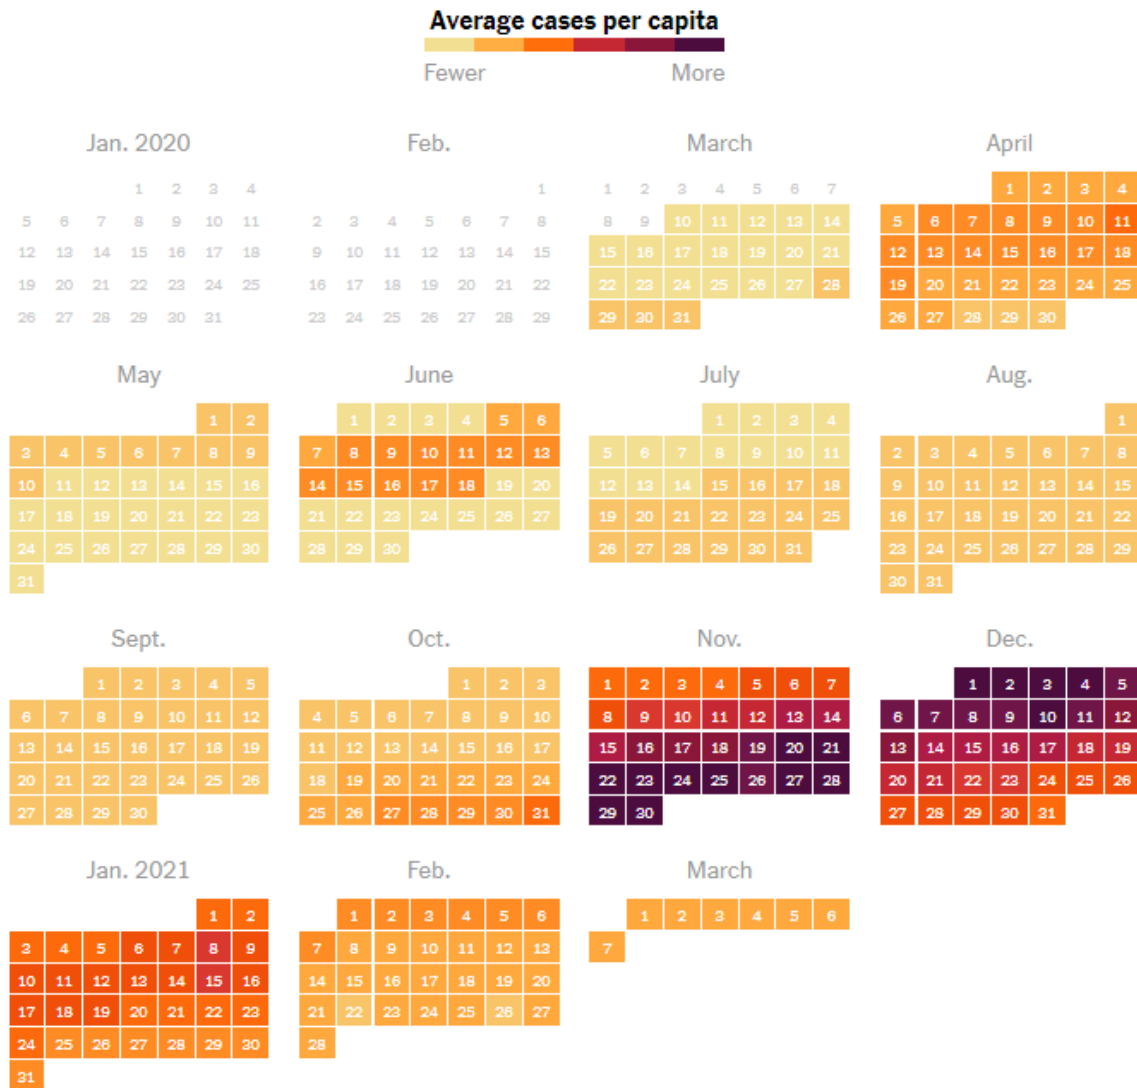 Average cases per capita
Fewer More
Jan. 2020 Feb. March April
1 2 3 4 1 1 2 3 4 5 6 7 1 2 3 4
5 6 7 8 9 10 11 2 3 4 5 6 7 8 8 9 10 11 12 13 14 5 6 7 8 9 10 11
12 13 14 15 16 17 18 9 10 11 12 13 14 15 15 16 17 18 19 20 21 12 13 14 15 16 17 18
19 20 21 22 23 24 25 16 17 18 19 20 21 22 22 23 24 25 26 27 28 19 20 21 22 23 24 25
26 27 28 29 30 31 23 24 25 26 27 28 29 29 30 31 26 27 28 29 30
May June July Aug.
1 2 1 2 3 4 5 6 1 2 3 4 1
3 4 5 6 7 8 9 7 8 9 10 11 12 13 5 6 7 8 9 10 11 2 3 4 5 6 7 8
10 11 12 13 14 15 16 14 15 16 17 18 19 20 12 13 14 15 16 17 18 9 10 11 12 13 14 15
17 18 19 20 21 22 23 21 22 23 24 25 26 27 19 20 21 22 23 24 25 16 17 18 19 20 21 22
24 25 26 27 28 29 30 28 29 30 26 27 28 29 30 31 23 24 25 26 27 28 29
31 30 31
Sept. Oct. Nov. Dec.
1 2 3 4 5 1 2 3 1 2 3 4 5 6 7 1 2 3 4 5
6 7 8 9 10 11 12 4 5 6 7 8 9 10 8 9 10 11 12 13 14 6 7 8 9 10 11 12
13 14 15 16 17 18 19 11 12 13 14 15 16 17 15 16 17 18 19 20 21 13 14 15 16 17 18 19
20 21 22 23 24 25 26 18 19 20 21 22 23 24 22 23 24 25 26 27 28 20 21 22 23 24 25 26
27 28 29 30 25 26 27 28 29 30 31 29 30 27 28 29 30 31
Jan. 2021 Feb. March
1 2 1 2 3 4 5 6 1 2 3 4 5 6
3 4 5 6 7 8 9 7 8 9 10 11 12 13 7
10 11 12 13 14 15 16 14 15 16 17 18 19 20
17 18 19 20 21 22 23 21 22 23 24 25 26 27
24 25 26 27 28 29 30 28
31